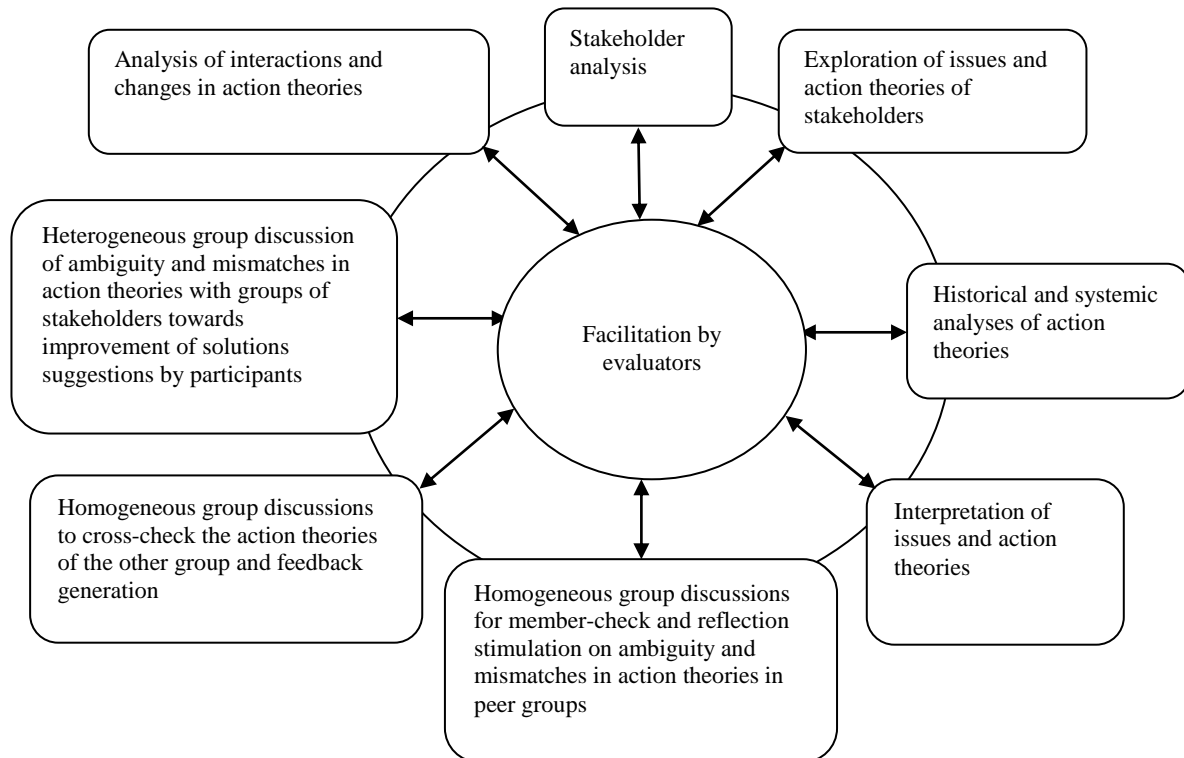 Stakeholder
analysis
Exploration of issues and
action theories of
stakeholders
Historical and systemic
analyses of action
theories
Interpretation of
issues and action
theories
Homogeneous group discussions
for member-check and reflection
stimulation on ambiguity and
mismatches in action theories in
peer groups
Homogeneous group discussions
to cross-check the action theories
of the other group and feedback
generation
Heterogeneous group discussion
of ambiguity and mismatches in
action theories with groups of
stakeholders towards
improvement of solutions
suggestions by participants
Analysis of interactions and
changes in action theories
Facilitation by
evaluators